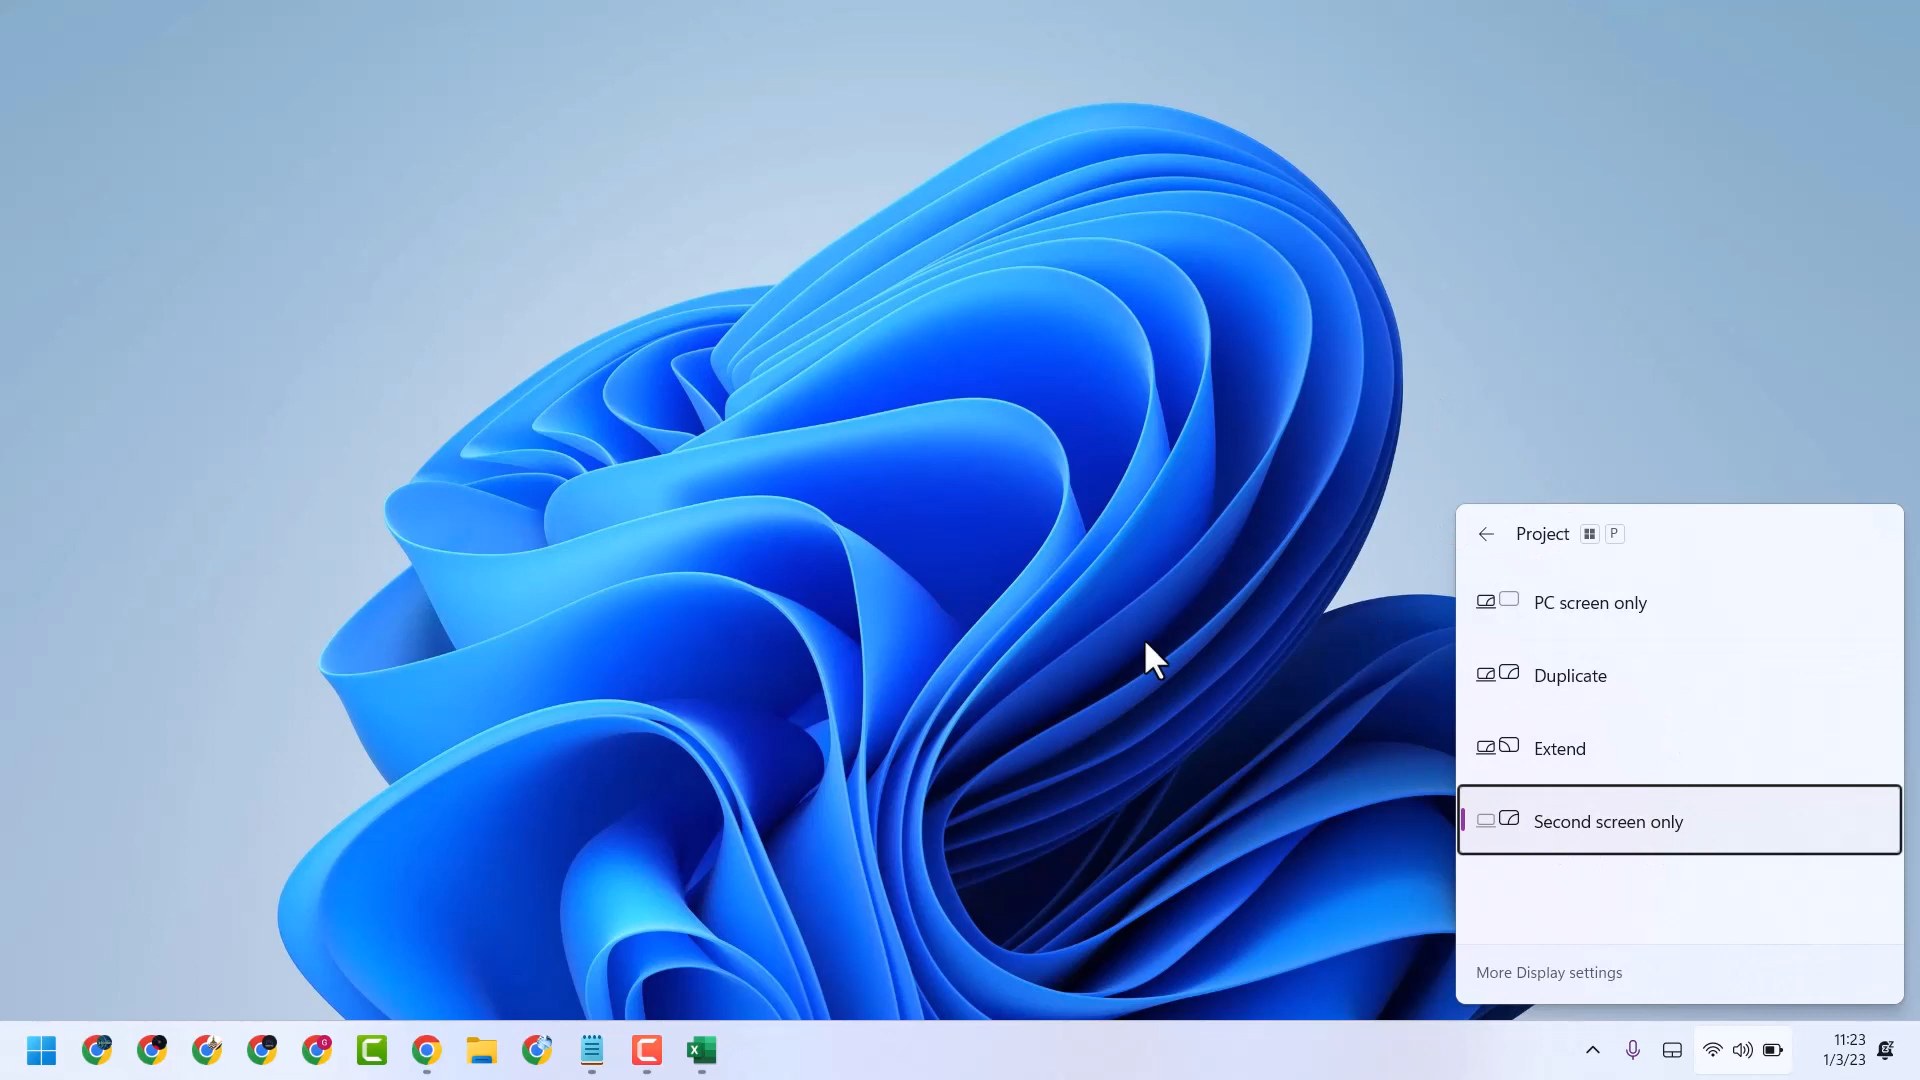 Project P
PC screen only
Duplicate
Extend
Second screen only
More Display settings
G
X
11:23
1/3/23